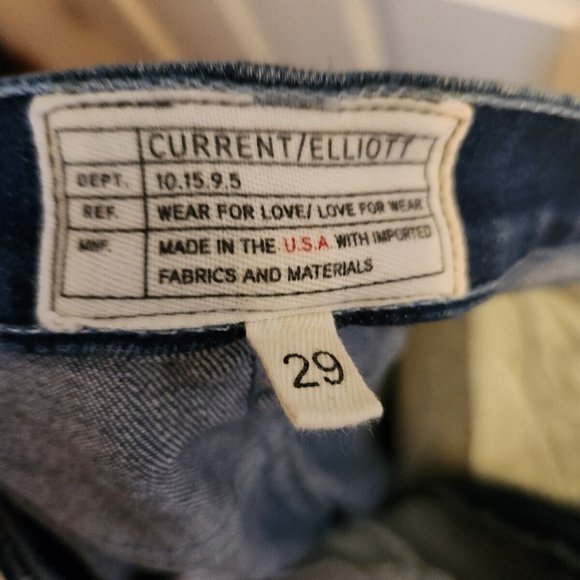 CURRENT/ELLIOTT
DEPT. 10.15.9.5
REF. WEAR FOR LOVE/ LOVE FOR WEAR
MNF. MADE IN THE U.S.A. WITH IMPORTED
FABRICS AND MATERIALS
29